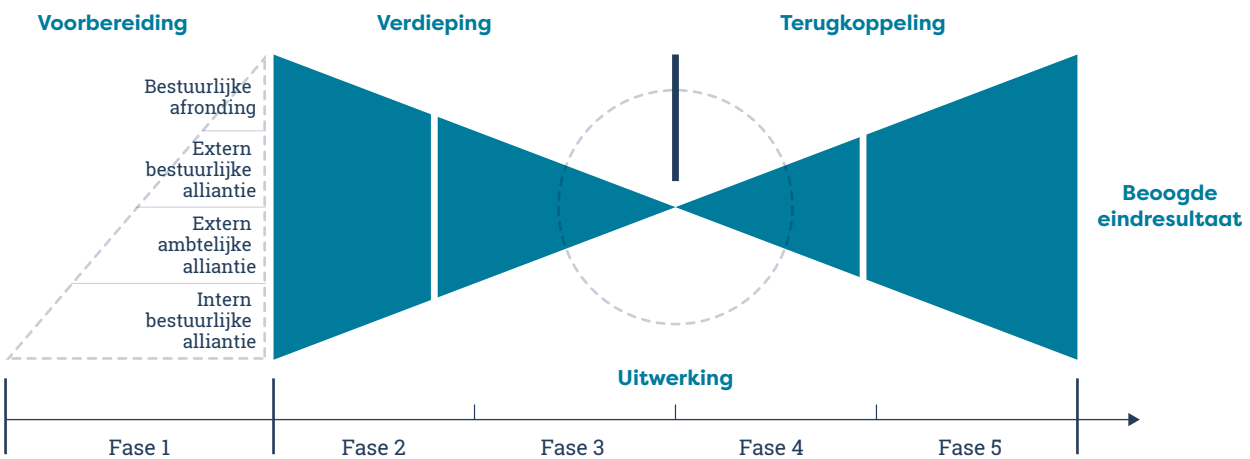 Voorbereiding
Verdieping
Terugkoppeling
Bestuurlijke
afronding
Extern
bestuurlijke
alliantie
Extern
ambtelijke
alliantie
Intern
bestuurlijke
alliantie
Beoogde
eindresultaat
Uitwerking
Fase 1
Fase 2
Fase 3
Fase 4
Fase 5